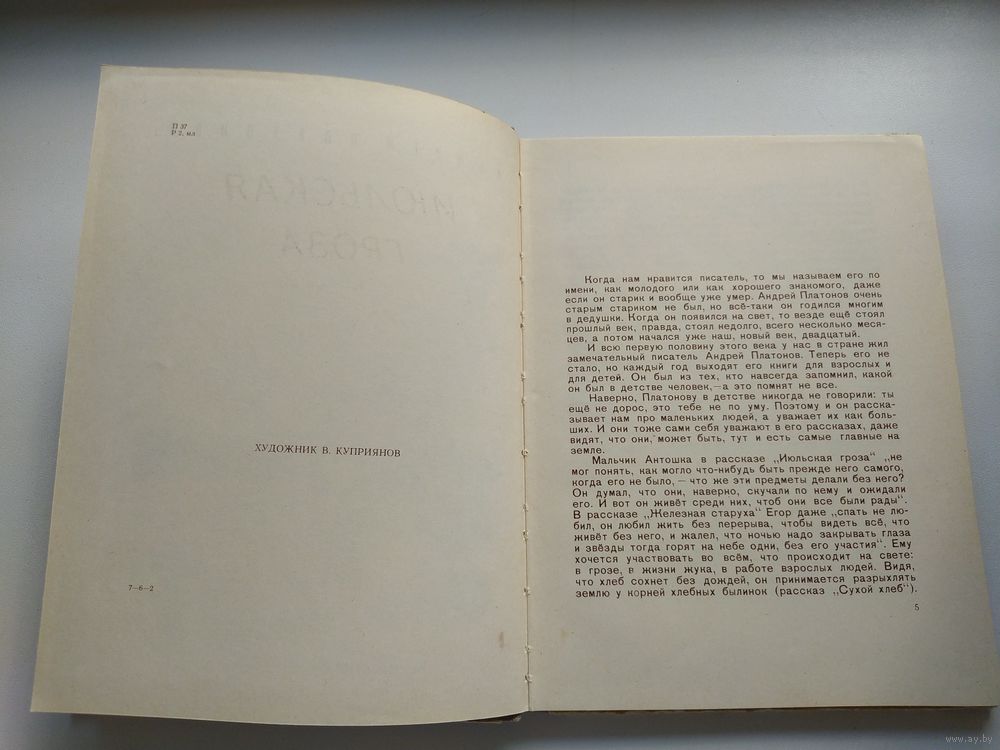 П 37
Р 2, мл
ИЮЛЬСКАЯ
ГРОЗА
ХУДОЖНИК В. КУПРИЯНОВ
7—6—2
Когда нам нравится писатель, то мы называем его по
имени, как молодого или как хорошего знакомого, даже
если он старик и вообще уже умер. Андрей Платонов очень
старым стариком не был, но всё-таки он годился многим
в дедушки. Когда он появился на свет, то везде ещё стоял
прошлый век, правда, стоял недолго, всего несколько меся-
цев, а потом начался уже наш, новый век, двадцатый.
И всю первую половину этого века у нас в стране жил
замечательный писатель Андрей Платонов. Теперь его не
стало, но каждый год выходят его книги для взрослых и
для детей. Он был из тех, кто навсегда запомнил, какой
он был в детстве человек,—а это помнят не все.
Наверно, Платонову в детстве никогда не говорили: ты
ещё не дорос, это тебе не по уму. Поэтому и он расска-
зывает нам про маленьких людей, а уважает их как боль-
ших. И они тоже сами себя уважают в его рассказах, даже
видят, что они, может быть, тут и есть самые главные на
земле.
Мальчик Антошка в рассказе „Июльская гроза“ „не
мог понять, как могло что-нибудь быть прежде него самого,
когда его не было, — что же эти предметы делали без него?
Он думал, что они, наверно, скучали по нему и ожидали
его. И вот он живёт среди них, чтоб они все были рады“.
В рассказе „Железная старуха“ Егор даже „спать не лю-
бил, он любил жить без перерыва, чтобы видеть всё, что
живёт без него, и жалел, что ночью надо закрывать глаза
и звёзды тогда горят на небе одни, без его участия“. Ему
хочется участвовать во всём, что происходит на свете:
в грозе, в жизни жука, в работе взрослых людей. Видя,
что хлеб сохнет без дождей, он принимается разрыхлять
землю у корней хлебных былинок (рассказ „Сухой хлеб“).
5
www.ay.by